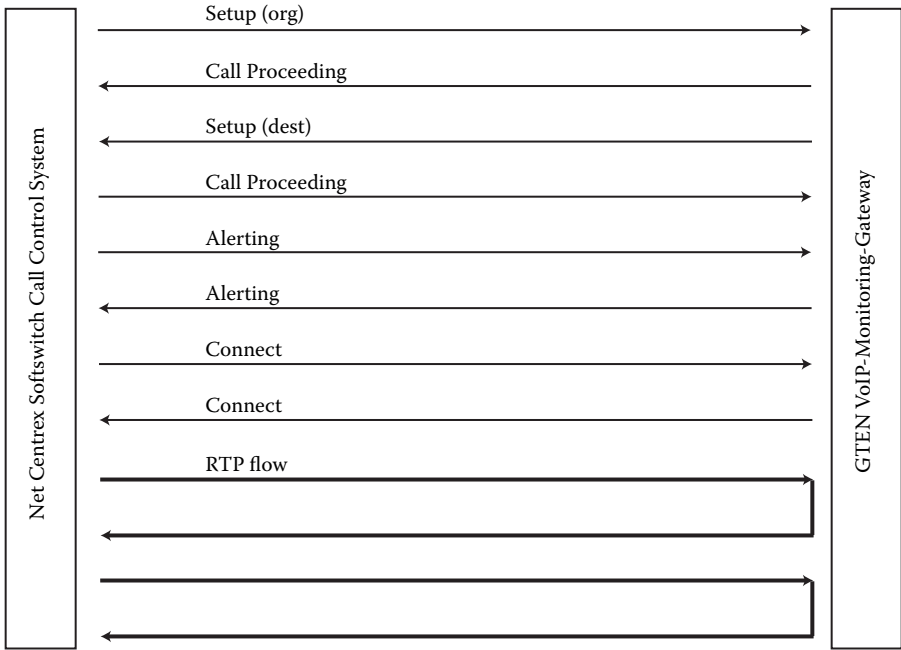 Net Centrex Softswitch Call Control System
Setup (org)
Call Proceeding
Setup (dest)
Call Proceeding
Alerting
Alerting
Connect
Connect
RTP flow
GTEN VoIP-Monitoring-Gateway